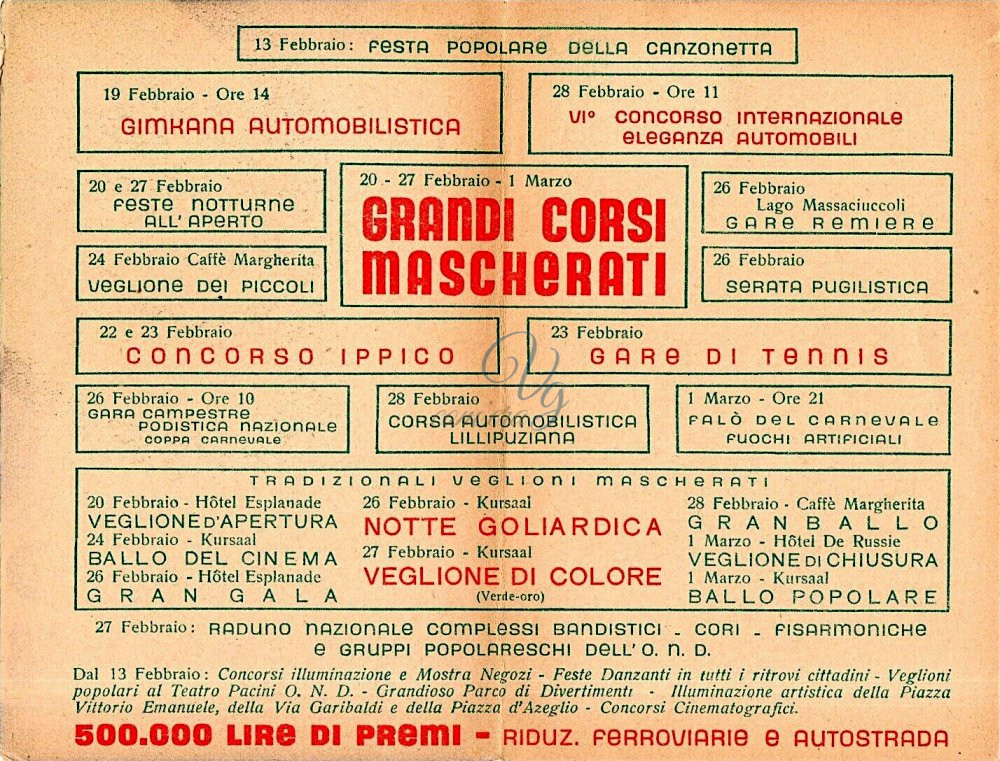 13 Febbraio: FESTA POPOLARE DELLA CANZONETTA
19 Febbraio - Ore 14
GIMKANA AUTOMOBILISTICA
28 Febbraio - Ore 11
VI° CONCORSO INTERNAZIONALE
ELEGANZA AUTOMOBILI
20 e 27 Febbraio
FESTE NOTTURNE
ALL'APERTO
20 - 27 Febbraio - 1 Marzo
GRANDI CORSI
MASCHERATI
26 Febbraio
Lago Massaciuccoli
GARE REMIERE
24 Febbraio Caffè Margherita
VEGLIONE DEI PICCOLI
26 Febbraio
SERATA PUGILISTICA
22 e 23 Febbraio
CONCORSO IPPICO
23 Febbraio
GARE DI TENNIS
26 Febbraio - Ore 10
GARA CAMPESTRE
PODISTICA NAZIONALE
COPPA CARNEVALE
28 Febbraio
CORSA AUTOMOBILISTICA
LILLIPUZIANA
1 Marzo - Ore 21
FALÒ DEL CARNEVALE
FUOCHI ARTIFICIALI
TRADIZIONALI VEGLIONI MASCHERATI
20 Febbraio - Hôtel Esplanade
VEGLIONE D'APERTURA
24 Febbraio - Kursaal
BALLO DEL CINEMA
26 Febbraio - Hôtel Esplanade
GRAN GALA
26 Febbraio - Kursaal
NOTTE GOLIARDICA
27 Febbraio - Kursaal
VEGLIONE DI COLORE
(Verde-oro)
28 Febbraio - Caffè Margherita
GRAN BALLO
1 Marzo - Hôtel De Russie
VEGLIONE DI CHIUSURA
1 Marzo - Kursaal
BALLO POPOLARE
27 Febbraio: RADUNO NAZIONALE COMPLESSI BANDISTICI - CORI - FISARMONICHE
E GRUPPI POPOLARESCHI DELL'O. N. D.
Dal 13 Febbraio: Concorsi illuminazione e Mostra Negozi - Feste Danzanti in tutti i ritrovi cittadini - Veglioni
popolari al Teatro Pacini O. N. D. - Grandioso Parco di Divertimenti - Illuminazione artistica della Piazza
Vittorio Emanuele, della Via Garibaldi e della Piazza d'Azeglio - Concorsi Cinematografici.
500.000 LIRE DI PREMI - RIDUZ. FERROVIARIE E AUTOSTRADA